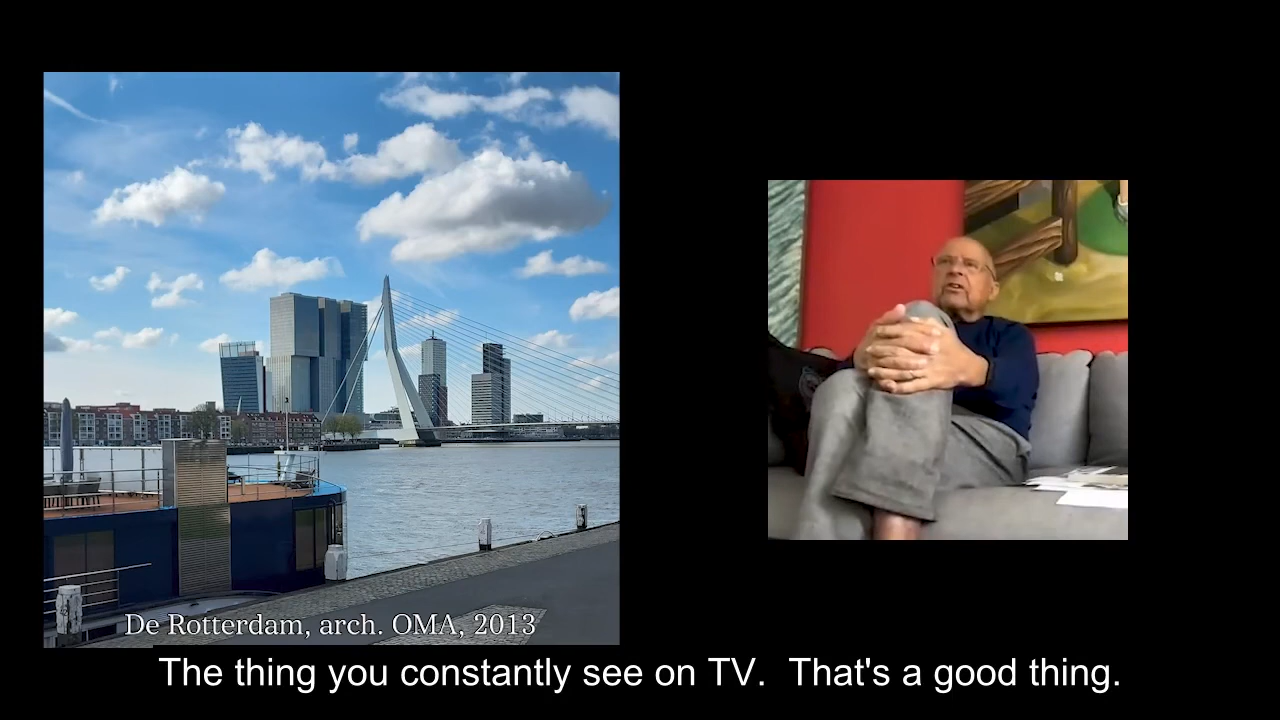 De Rotterdam, arch. OMA, 2013
The thing you constantly see on TV.  That's a good thing.